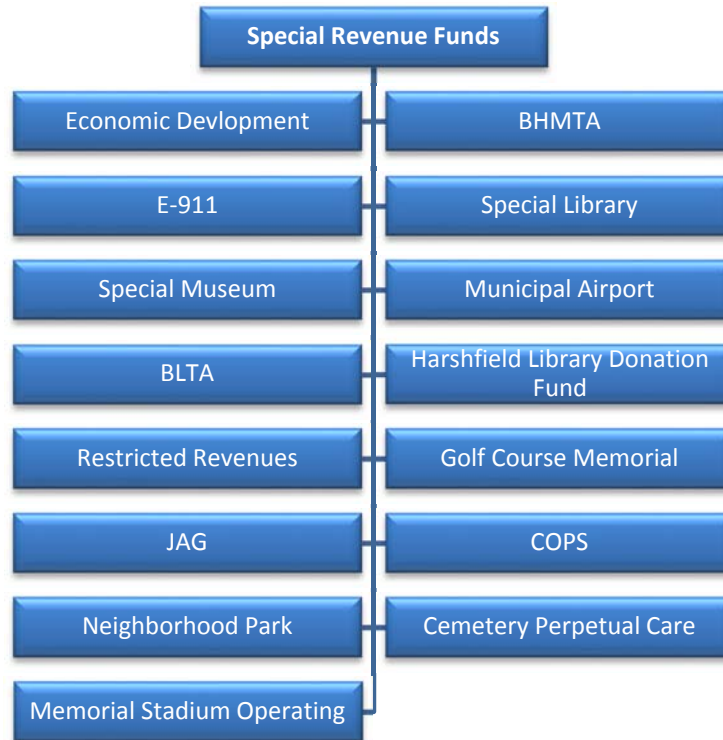 Special Revenue Funds
Economic Devlopment
BHMTA
E-911
Special Library
Special Museum
Municipal Airport
BLTA
Harshfield Library Donation
Fund
Restricted Revenues
Golf Course Memorial
JAG
COPS
Neighborhood Park
Cemetery Perpetual Care
Memorial Stadium Operating